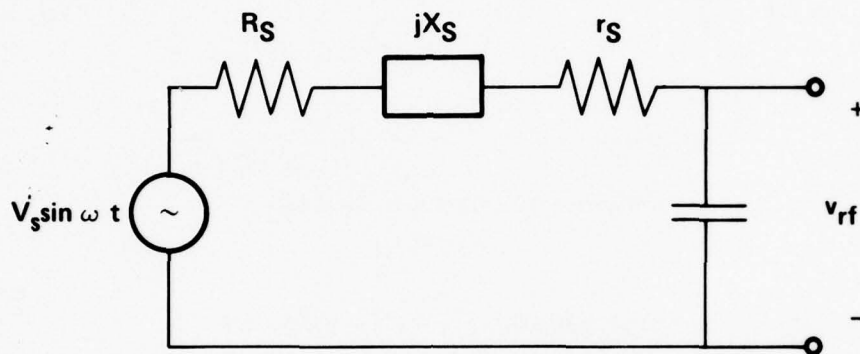 R_S
jX_S
r_S
+
V_s sin ω t
~
v_rf
−